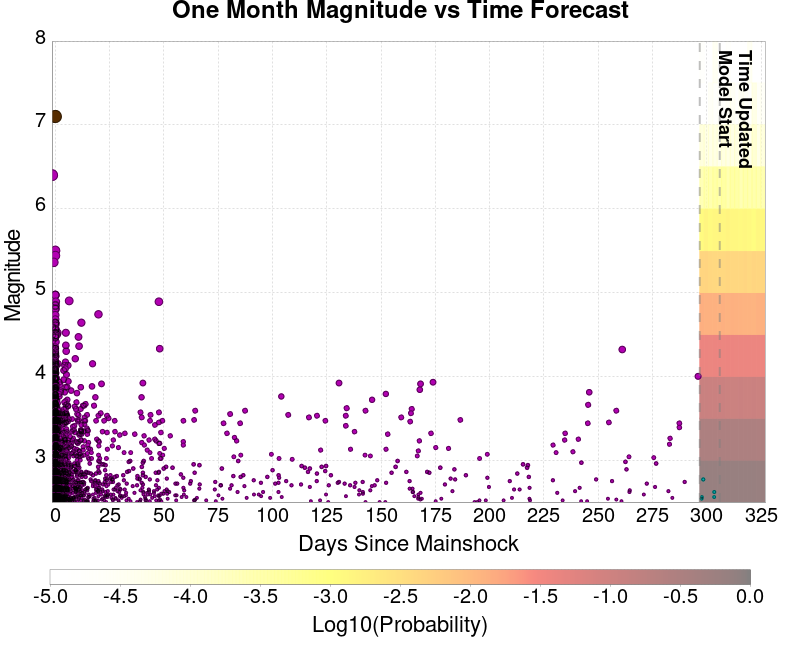 One Month Magnitude vs Time Forecast
8
7
6
5
4
3
Magnitude
Time Updated
Model Start
0 25 50 75 100 125 150 175 200 225 250 275 300 325
Days Since Mainshock
-5.0 -4.5 -4.0 -3.5 -3.0 -2.5 -2.0 -1.5 -1.0 -0.5 0.0
Log10(Probability)